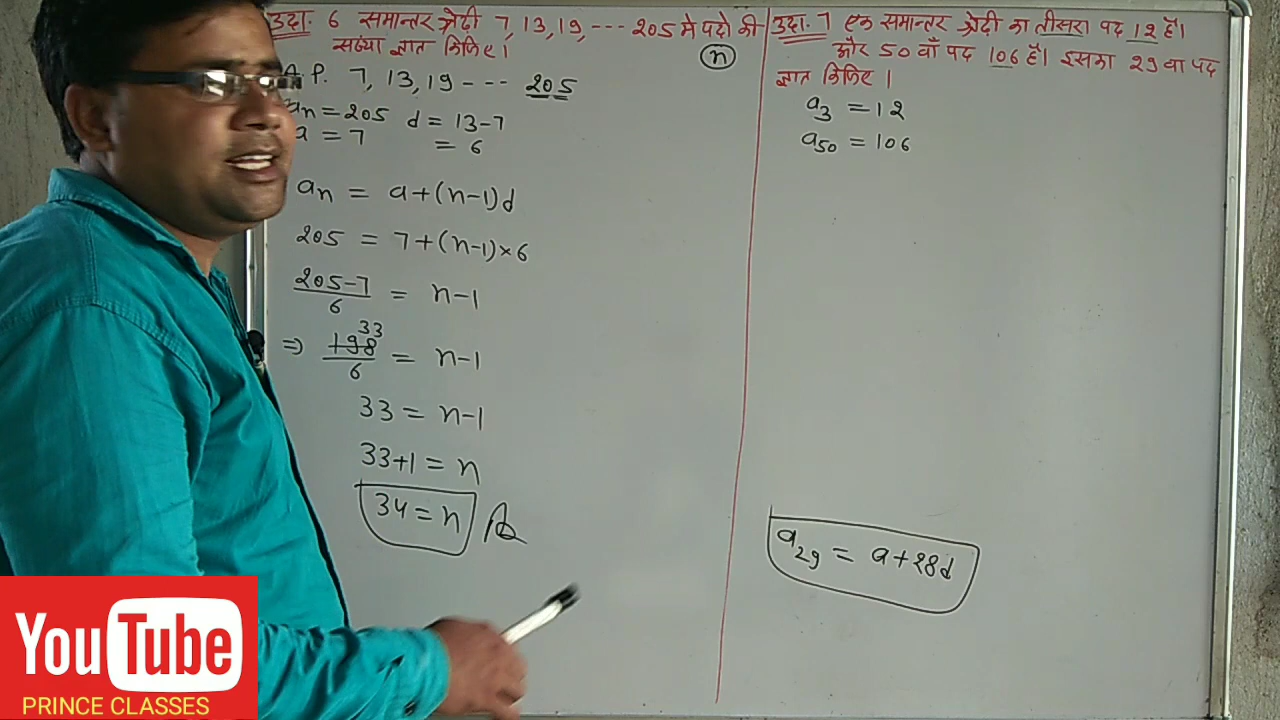 उदा. 6 समान्तर श्रेढी 7, 13, 19, --- 205 मे पदो की
संख्या ज्ञात किजिए।
n
A.P. 7, 13, 19 ---- 205
an = 205 d = 13-7
a = 7 = 6
an = a+(n-1)d
205 = 7+(n-1)×6
205-7/6 = n-1
⇒ 198/6 = n-1
33
33 = n-1
33+1 = n
34 = n
उदा. 7 एक समान्तर श्रेढी का तीसरा पद 12 है।
और 50 वाँ पद 106 है। इसका 29 वा पद
ज्ञात किजिए।
a3 = 12
a50 = 106
a29 = a+28d
YouTube
PRINCE CLASSES